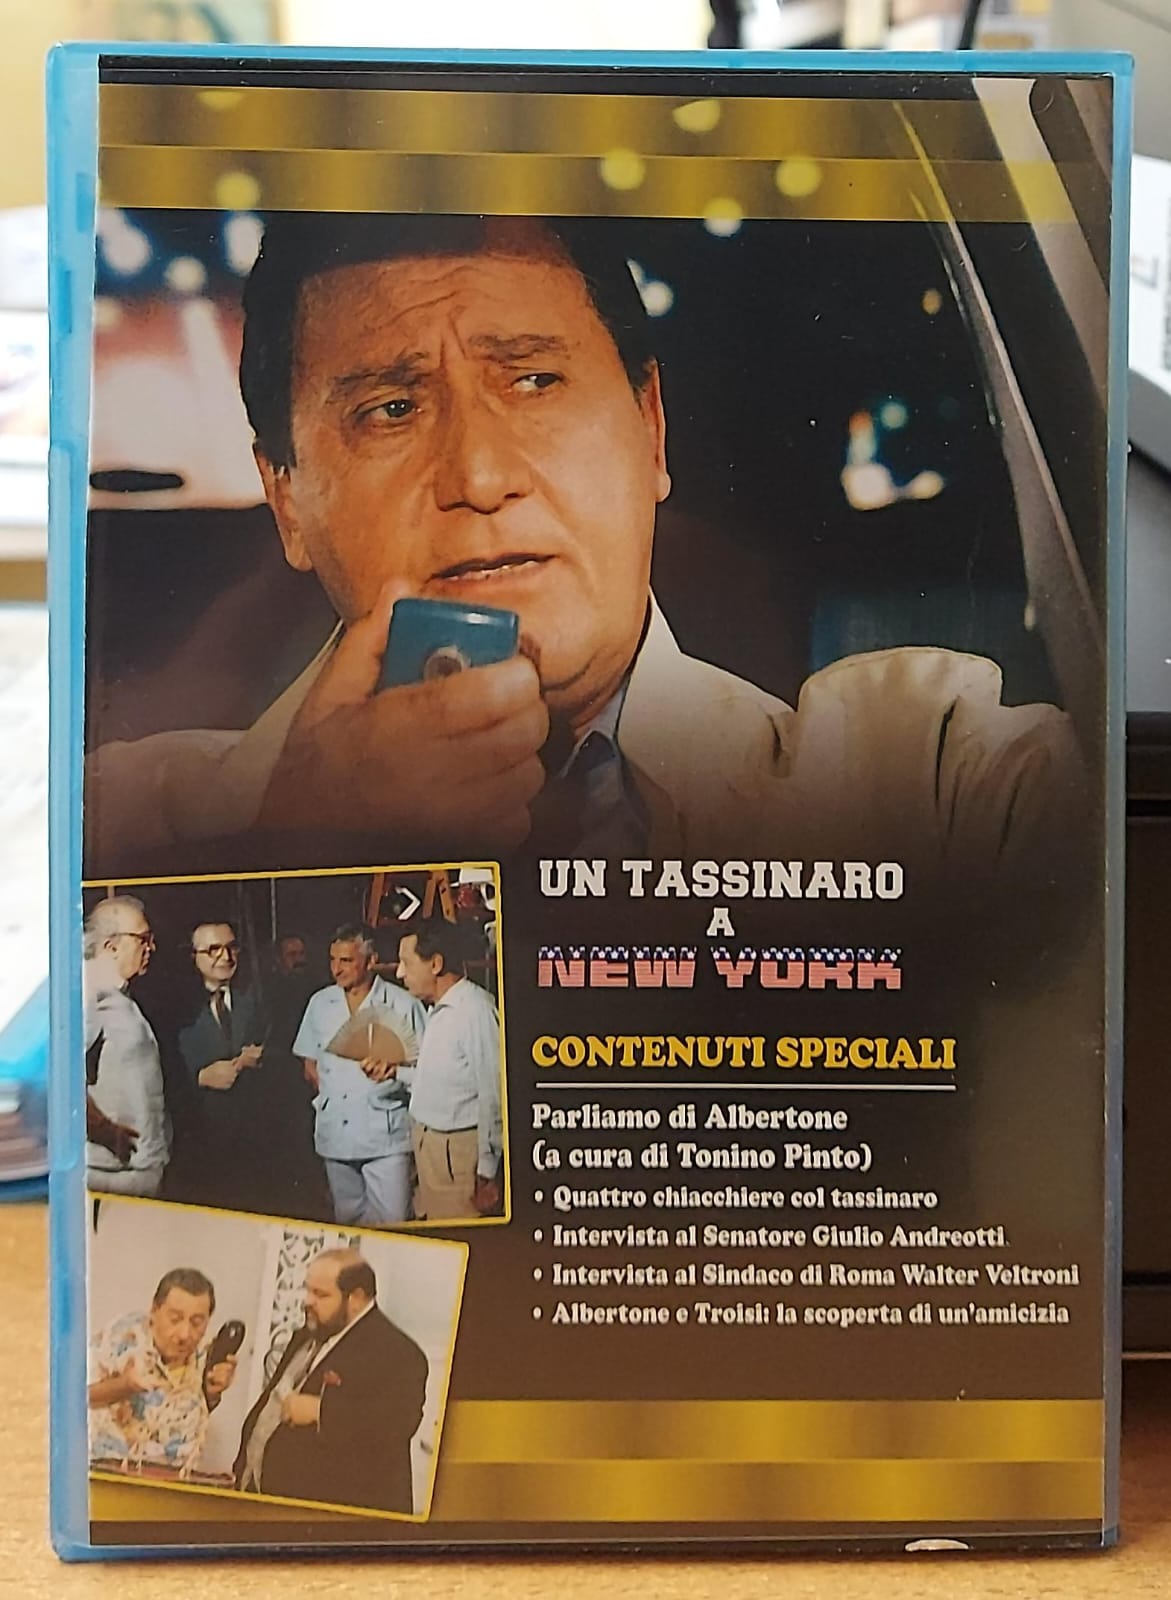 UN TASSINARO
A
NEW YORK
CONTENUTI SPECIALI
Parliamo di Albertone
(a cura di Tonino Pinto)
• Quattro chiacchiere col tassinaro
• Intervista al Senatore Giulio Andreotti
• Intervista al Sindaco di Roma Walter Veltroni
• Albertone e Troisi: la scoperta di un'amicizia